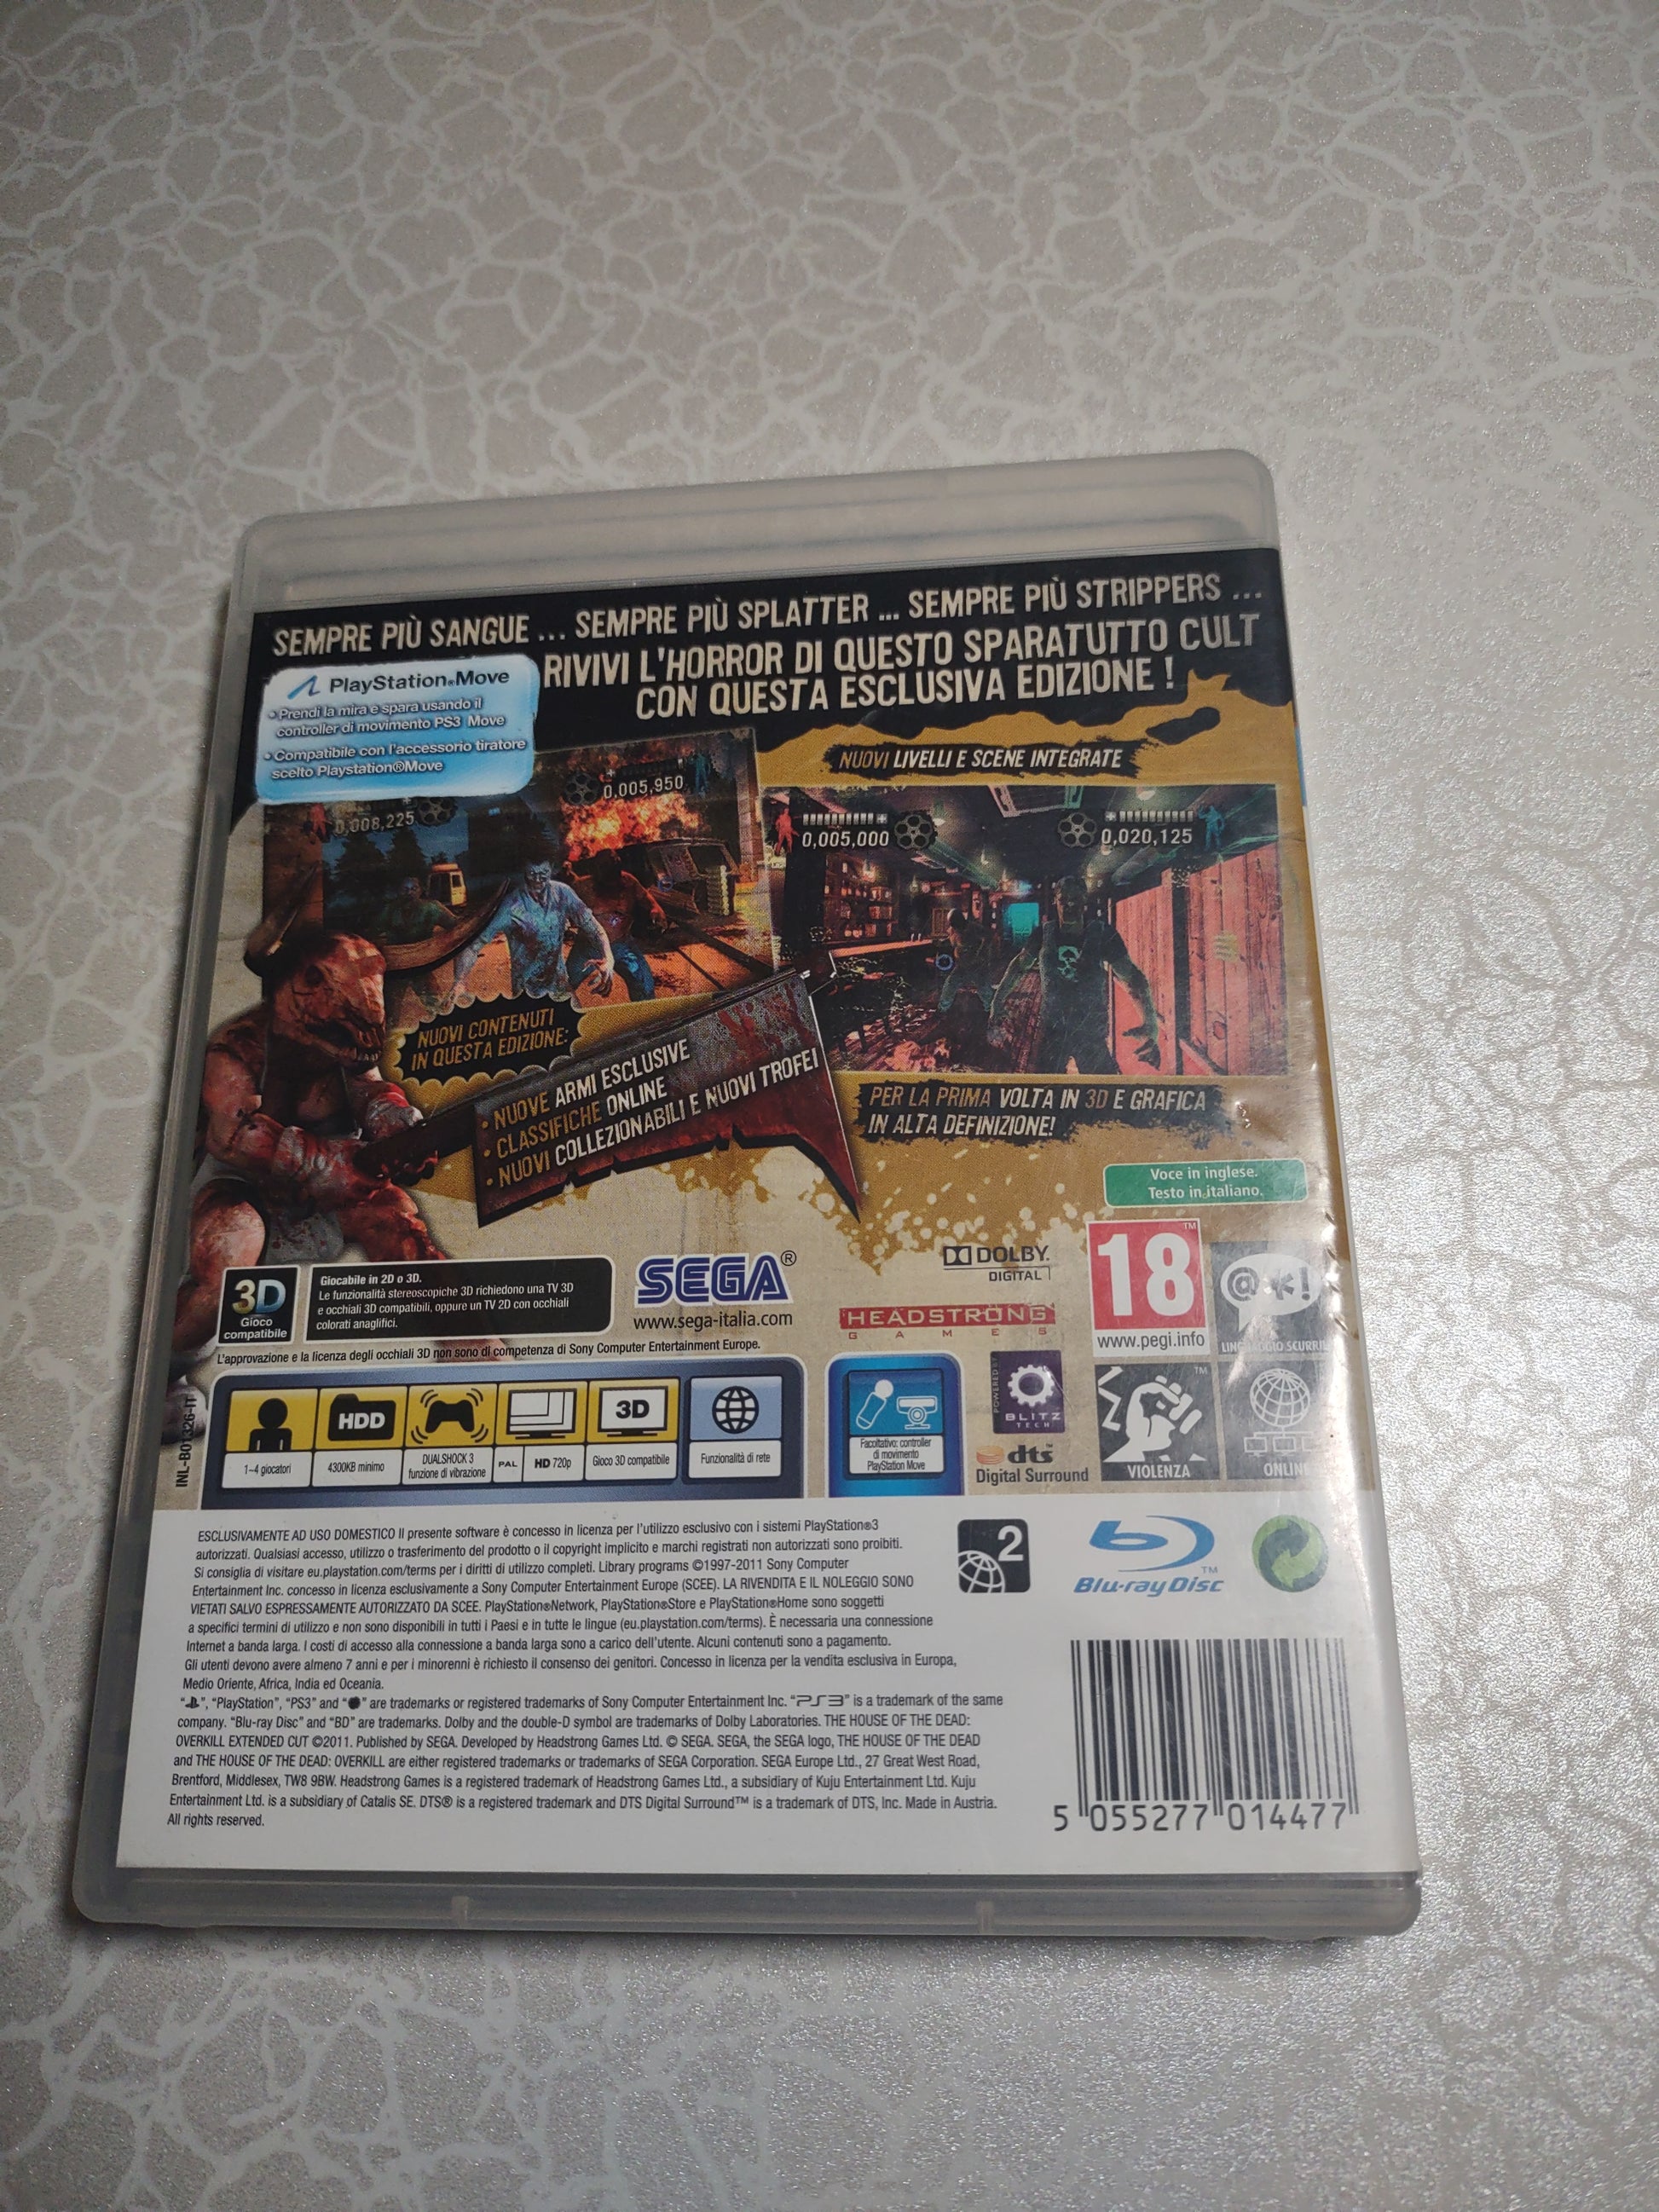 SEMPRE PIÙ SANGUE ... SEMPRE PIÙ SPLATTER ... SEMPRE PIÙ STRIPPERS ...
RIVIVI L'HORROR DI QUESTO SPARATUTTO CULT
CON QUESTA ESCLUSIVA EDIZIONE !
PlayStation®Move
• Prendi la mira e spara usando il
controller di movimento PS3 Move
• Compatibile con l'accessorio tiratore
scelto Playstation®Move
NUOVI LIVELLI E SCENE INTEGRATE
0,008,225
0,005,950
0,005,000
0,020,125
NUOVI CONTENUTI
IN QUESTA EDIZIONE:
• NUOVE ARMI ESCLUSIVE
• CLASSIFICHE ONLINE
• NUOVI COLLEZIONABILI E NUOVI TROFEI
PER LA PRIMA VOLTA IN 3D E GRAFICA
IN ALTA DEFINIZIONE!
Voce in inglese.
Testo in italiano.
3D
Gioco
compatibile
Giocabile in 2D o 3D.
Le funzionalità stereoscopiche 3D richiedono una TV 3D
e occhiali 3D compatibili, oppure un TV 2D con occhiali
colorati anaglifici.
L'approvazione e la licenza degli occhiali 3D non sono di competenza di Sony Computer Entertainment Europe.
SEGA®
www.sega-italia.com
DOLBY
DIGITAL
HEADSTRONG
GAMES
18™
www.pegi.info
@*!
LINGUAGGIO SCURRILE
VIOLENZA
ONLINE
INL-B01326-IT
1–4 giocatori
HDD
4300KB minimo
DUALSHOCK 3
funzione di vibrazione
PAL
HD 720p
3D
Gioco 3D compatibile
Funzionalità di rete
Facoltativo: controller
di movimento
PlayStation Move
POWERED BY
BLITZ
TECH
dts™
Digital Surround
ESCLUSIVAMENTE AD USO DOMESTICO Il presente software è concesso in licenza per l'utilizzo esclusivo con i sistemi PlayStation®3
autorizzati. Qualsiasi accesso, utilizzo o trasferimento del prodotto o il copyright implicito e marchi registrati non autorizzati sono proibiti.
Si consiglia di visitare eu.playstation.com/terms per i diritti di utilizzo completi. Library programs ©1997-2011 Sony Computer
Entertainment Inc. concesso in licenza esclusivamente a Sony Computer Entertainment Europe (SCEE). LA RIVENDITA E IL NOLEGGIO SONO
VIETATI SALVO ESPRESSAMENTE AUTORIZZATO DA SCEE. PlayStation®Network, PlayStation®Store e PlayStation®Home sono soggetti
a specifici termini di utilizzo e non sono disponibili in tutti i Paesi e in tutte le lingue (eu.playstation.com/terms). È necessaria una connessione
Internet a banda larga. I costi di accesso alla connessione a banda larga sono a carico dell'utente. Alcuni contenuti sono a pagamento.
Gli utenti devono avere almeno 7 anni e per i minorenni è richiesto il consenso dei genitori. Concesso in licenza per la vendita esclusiva in Europa,
Medio Oriente, Africa, India ed Oceania.
"", "PlayStation", "PS3" and "" are trademarks or registered trademarks of Sony Computer Entertainment Inc. "PS3" is a trademark of the same
company. "Blu-ray Disc" and "BD" are trademarks. Dolby and the double-D symbol are trademarks of Dolby Laboratories. THE HOUSE OF THE DEAD:
OVERKILL EXTENDED CUT ©2011. Published by SEGA. Developed by Headstrong Games Ltd. © SEGA. SEGA, the SEGA logo, THE HOUSE OF THE DEAD
and THE HOUSE OF THE DEAD: OVERKILL are either registered trademarks or trademarks of SEGA Corporation. SEGA Europe Ltd., 27 Great West Road,
Brentford, Middlesex, TW8 9BW. Headstrong Games is a registered trademark of Headstrong Games Ltd., a subsidiary of Kuju Entertainment Ltd. Kuju
Entertainment Ltd. is a subsidiary of Catalis SE. DTS® is a registered trademark and DTS Digital Surround™ is a trademark of DTS, Inc. Made in Austria.
All rights reserved.
2
Blu-ray Disc™
5 055277 014477